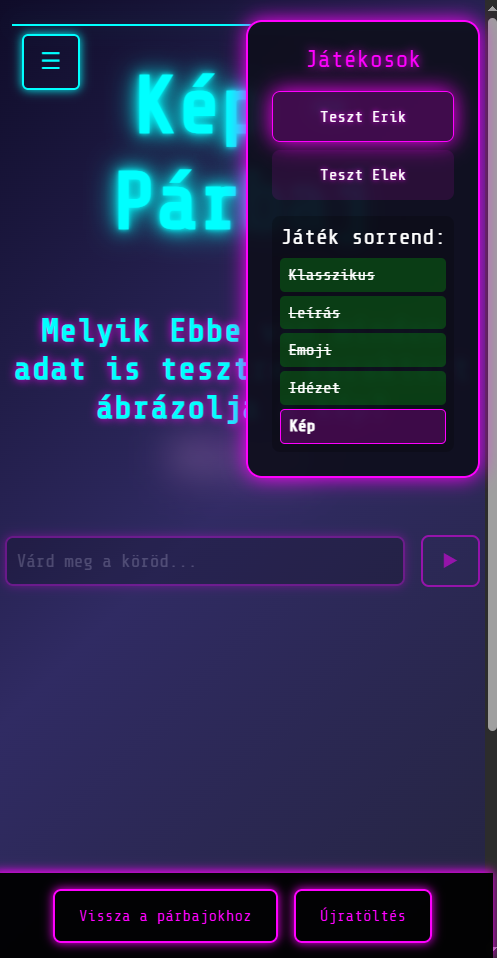 ☰
Kép
Pár
Játékosok
Teszt Erik
Teszt Elek
Játék sorrend:
Klasszikus
Leírás
Emoji
Idézet
Kép
Melyik Ebbe
adat is teszt
ábrázolj
Várd meg a köröd...
Vissza a párbajokhoz
Újratöltés